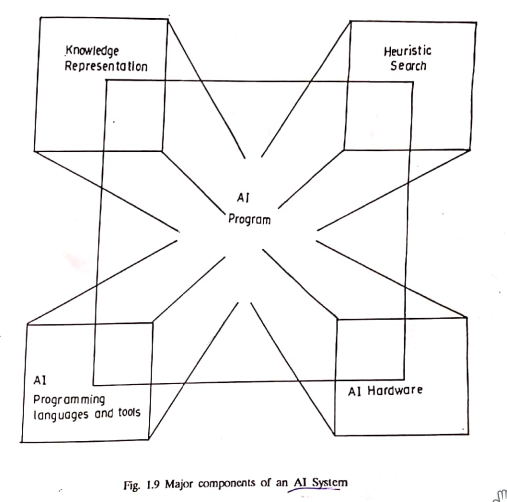 Knowledge
Representation
Heuristic
Search
AI
Program
AI
Programming
languages and tools
AI Hardware
Fig. 1.9 Major components of an AI System